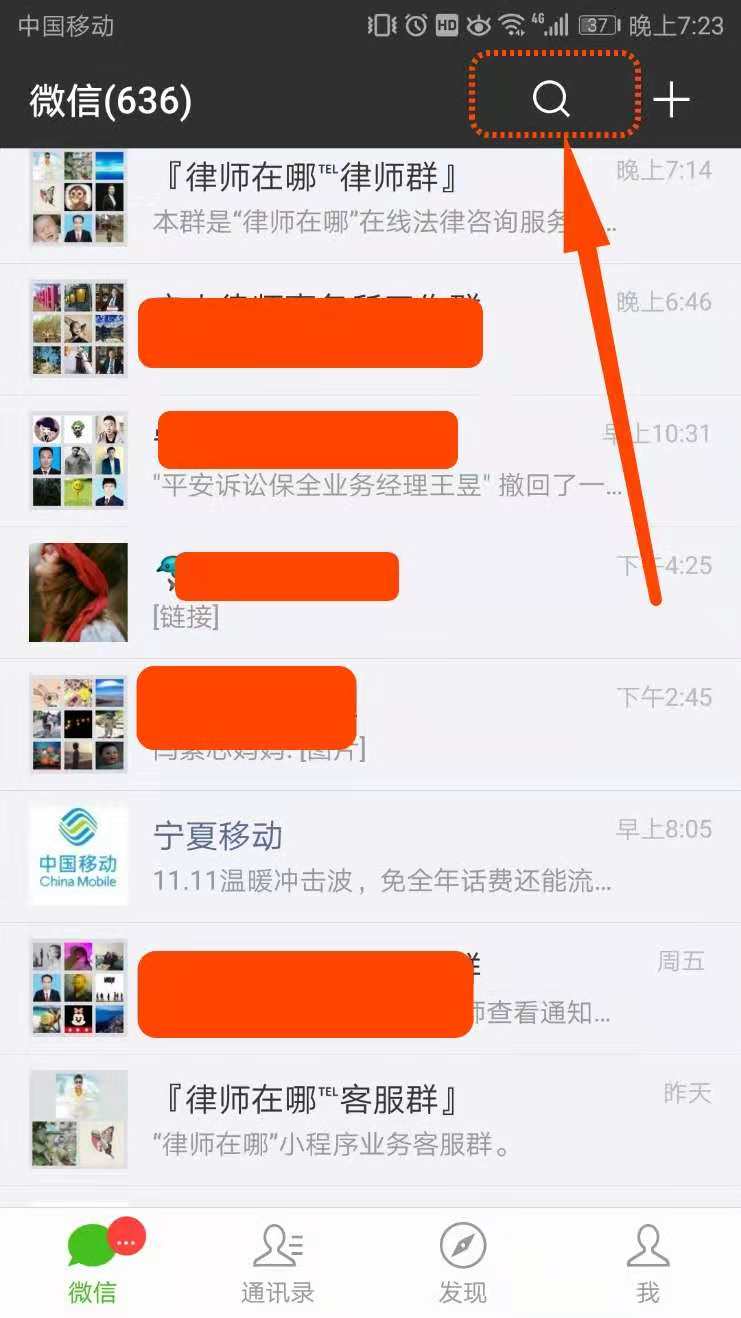 中国移动 HD 4G 37 晚上7:23
微信(636)
『律师在哪℡律师群』 晚上7:14
本群是“律师在哪”在线法律咨询服务...
晚上6:46
早上10:31
"平安诉讼保全业务经理王昱" 撤回了一...
下午4:25
[链接]
下午2:45
[图片]
中国移动
China Mobile
宁夏移动 早上8:05
11.11温暖冲击波，免全年话费还能流...
群 周五
师查看通知...
『律师在哪℡客服群』 昨天
“律师在哪”小程序业务客服群。
微信 通讯录 发现 我